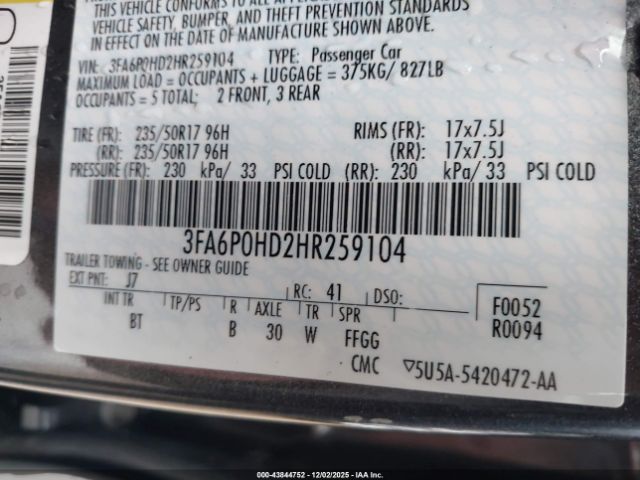 THIS VEHICLE CONFORMS TO ALL
VEHICLE SAFETY, BUMPER, AND THEFT PREVENTION STANDARDS
EFFECT ON THE DATE OF MANUFACTURE SHOWN ABOVE.
VIN: 3FA6P0HD2HR259104 TYPE: Passenger Car
MAXIMUM LOAD = OCCUPANTS + LUGGAGE = 375KG/ 827LB
OCCUPANTS = 5 TOTAL: 2 FRONT, 3 REAR
TIRE (FR): 235/50R17 96H RIMS (FR): 17x7.5J
(RR): 235/50R17 96H (RR): 17x7.5J
PRESSURE (FR): 230 kPa/ 33 PSI COLD (RR): 230 kPa/ 33 PSI COLD
3FA6P0HD2HR259104
TRAILER TOWING - SEE OWNER GUIDE
EXT PNT: J7 RC: 41 DSO: F0052
INT TR TP/PS R AXLE TR SPR R0094
BT B 30 W FFGG
CMC ▽5U5A-5420472-AA
000-43844752 - 12/02/2025 - IAA, Inc.